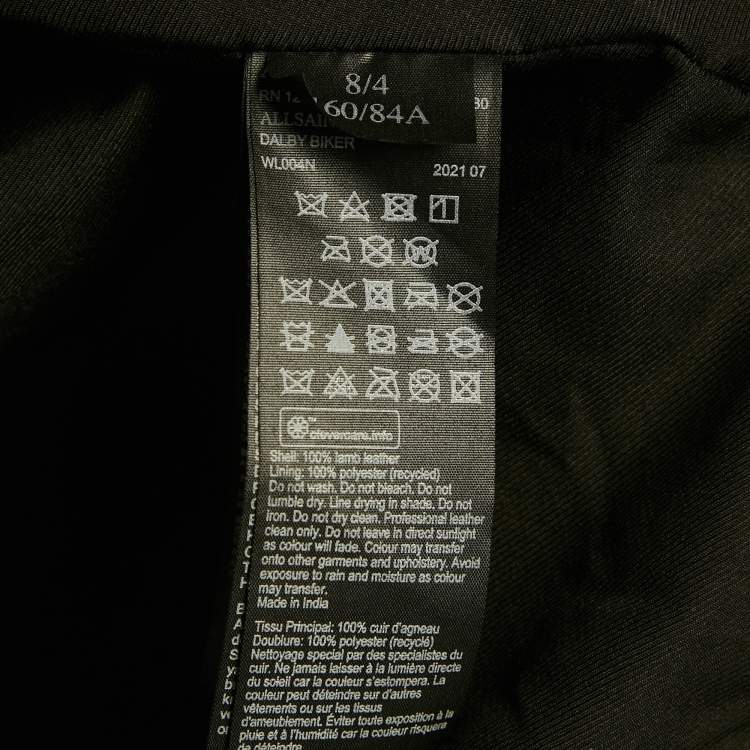 8/4
160/84A
RN 12
80
ALLSAIN
DALBY BIKER
WL004N
2021 07
clevercare.info
Shell: 100% lamb leather
Lining: 100% polyester (recycled)
Do not wash. Do not bleach. Do not
tumble dry. Line drying in shade. Do not
iron. Do not dry clean. Professional leather
clean only. Do not leave in direct sunlight
as colour will fade. Colour may transfer
onto other garments and upholstery. Avoid
exposure to rain and moisture as colour
may transfer.
Made in India
Tissu Principal: 100% cuir d'agneau
Doublure: 100% polyester (recyclé)
Nettoyage special par des specialistes du
cuir. Ne jamais laisser à la lumière directe
du soleil car la couleur s'estompera. La
couleur peut déteindre sur d'autres
vêtements ou sur les tissus
d'ameublement. Éviter toute exposition à la
pluie et à l'humidité car la couleur risque
de déteindre.